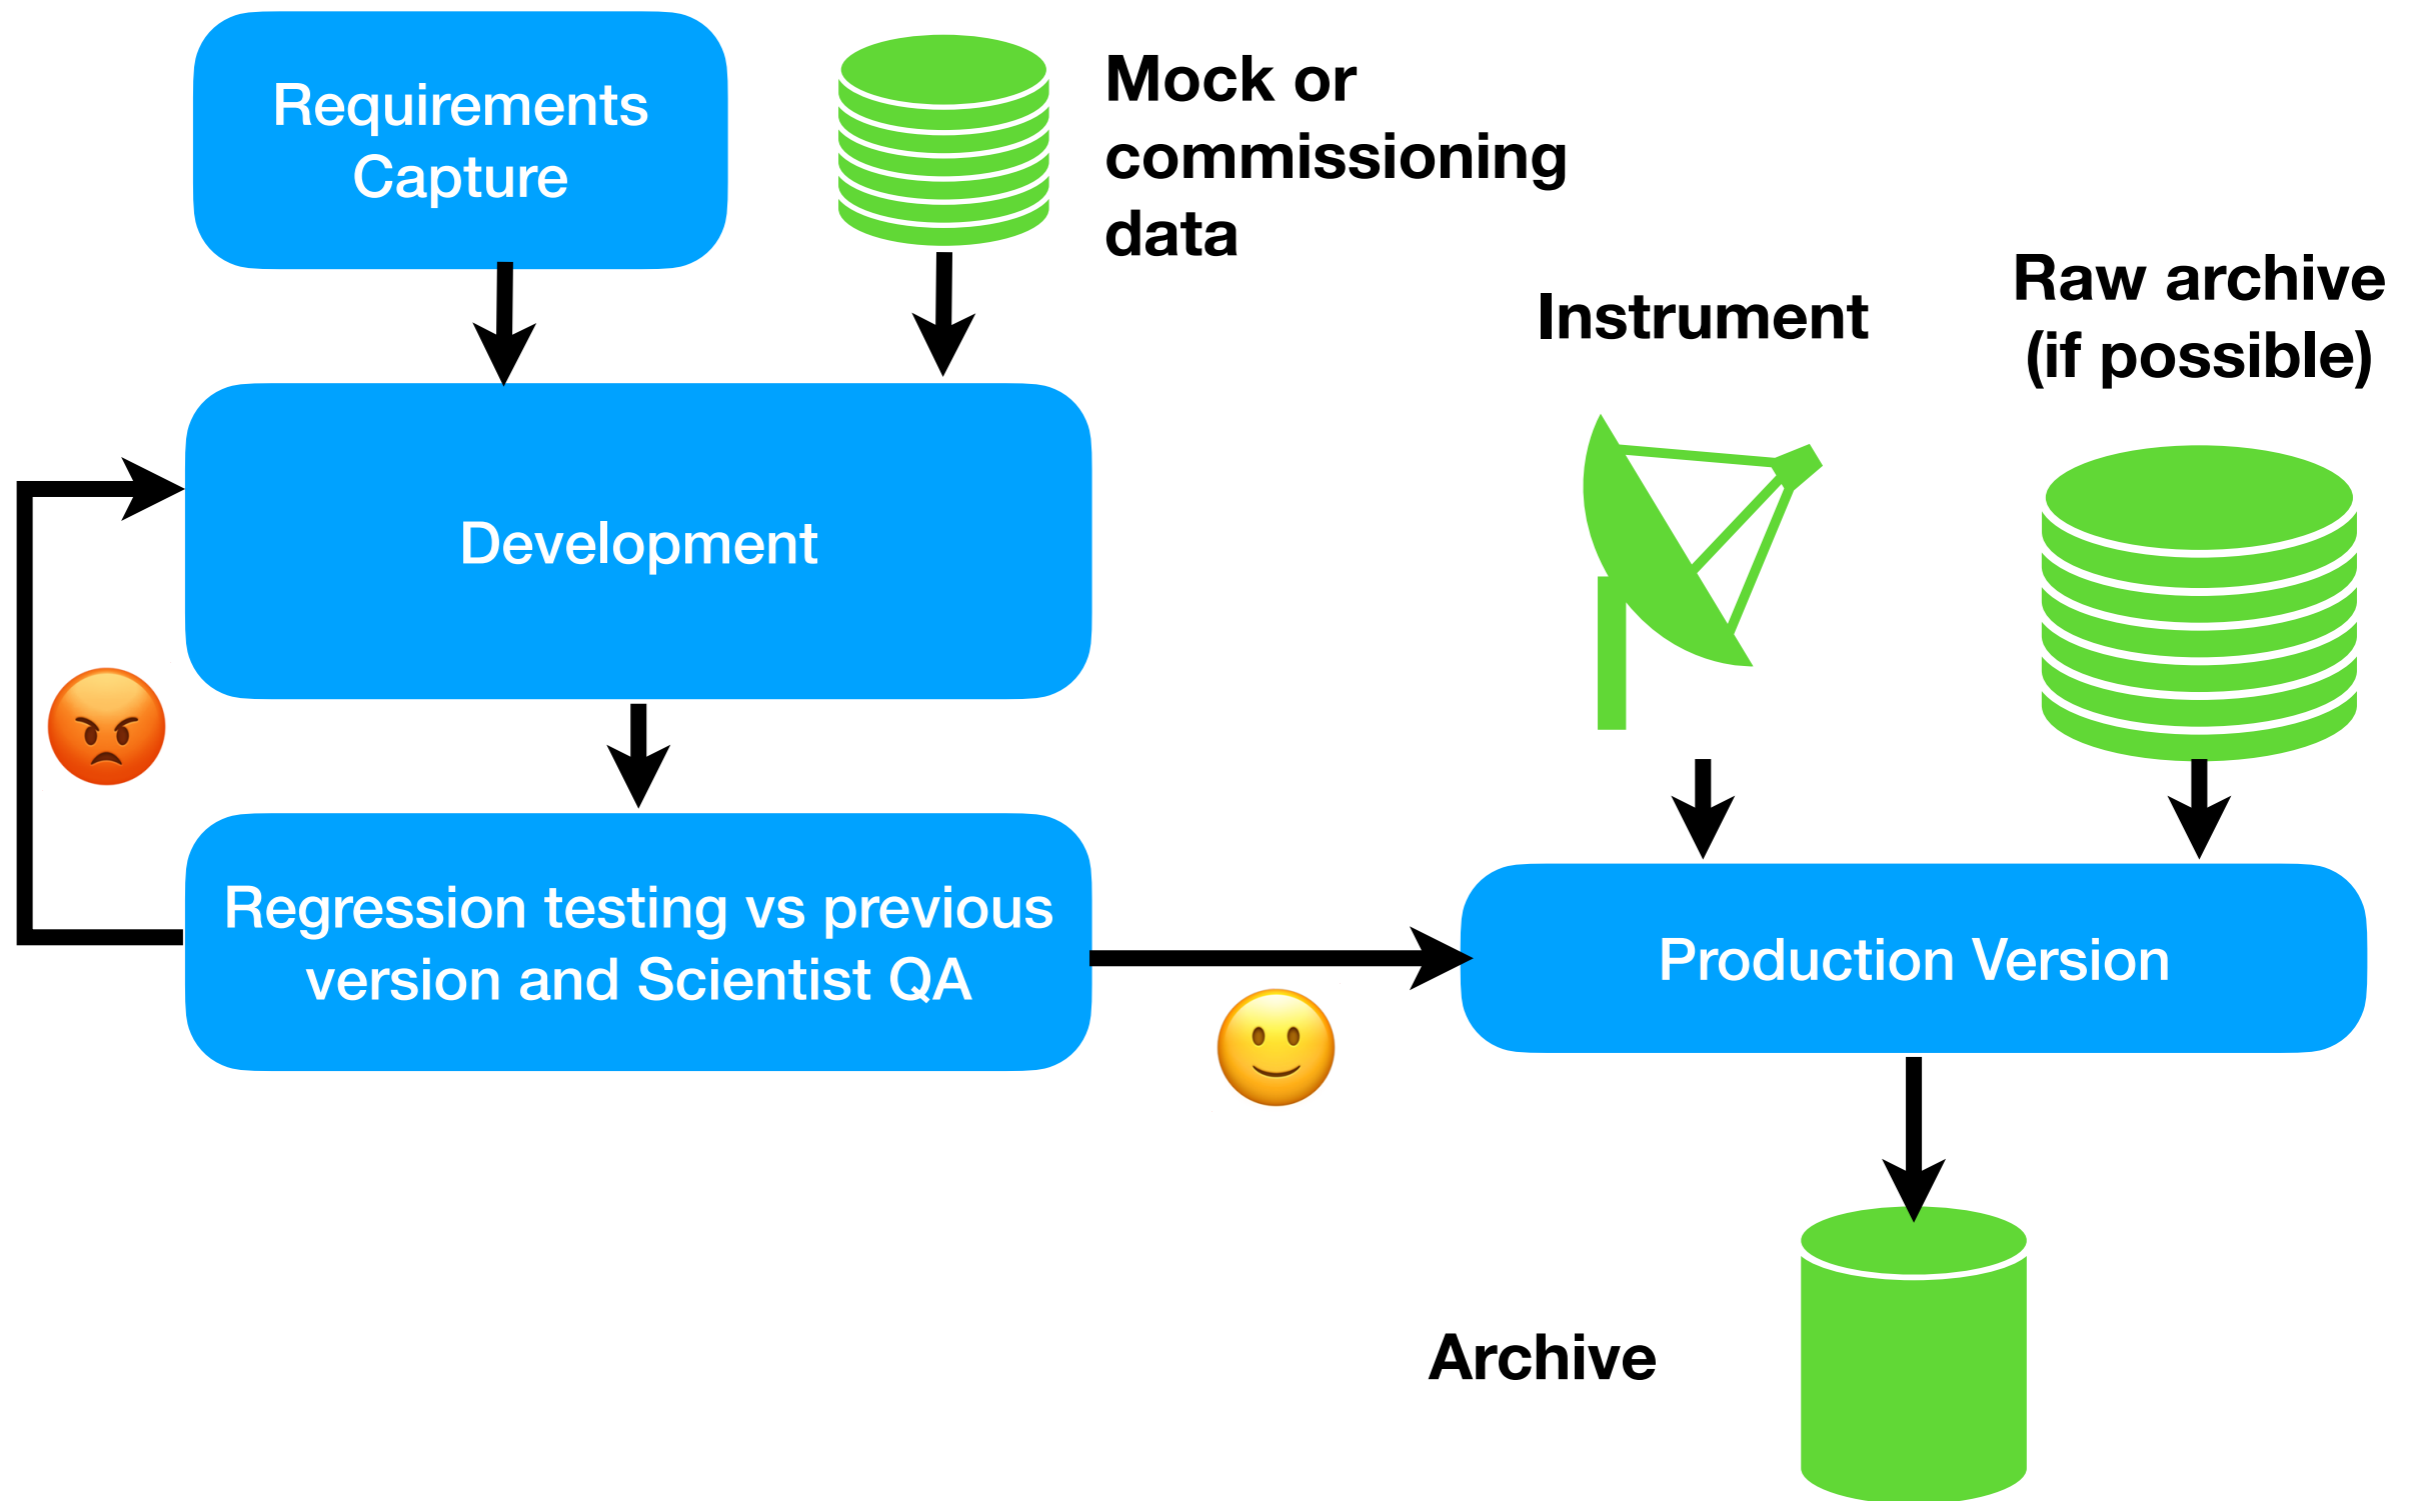 Requirements
Capture
Mock or
commissioning
data
Instrument
Raw archive
(if possible)
Development
Regression testing vs previous
version and Scientist QA
Production Version
Archive